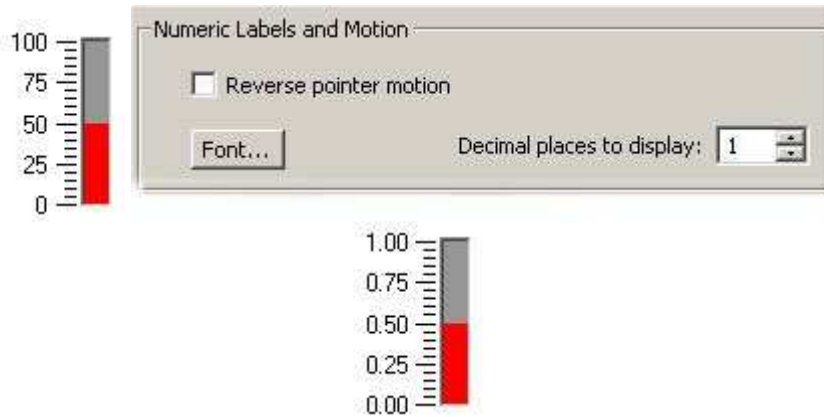 100
75
50
25
0
Numeric Labels and Motion
Reverse pointer motion
Font...
Decimal places to display: 1
1.00
0.75
0.50
0.25
0.00